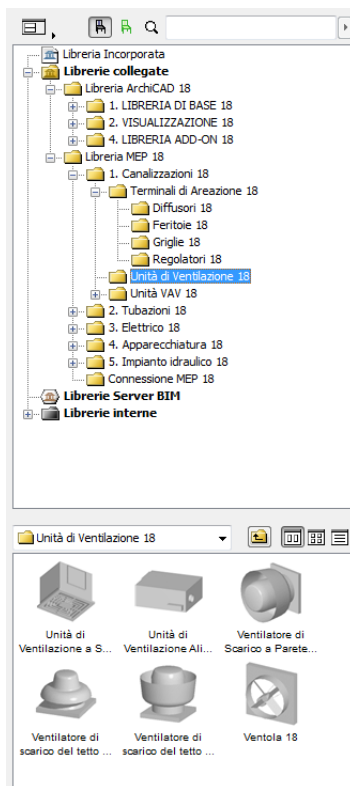 Libreria Incorporata
Librerie collegate
Libreria ArchiCAD 18
1. LIBRERIA DI BASE 18
2. VISUALIZZAZIONE 18
4. LIBRERIA ADD-ON 18
Libreria MEP 18
1. Canalizzazioni 18
Terminali di Areazione 18
Diffusori 18
Feritoie 18
Griglie 18
Regolatori 18
Unità di Ventilazione 18
Unità VAV 18
2. Tubazioni 18
3. Elettrico 18
4. Apparecchiatura 18
5. Impianto idraulico 18
Connessione MEP 18
Librerie Server BIM
Librerie interne
Unità di Ventilazione 18
Unità di Ventilazione a S...
Unità di Ventilazione Ali...
Ventilatore di Scarico a Parete...
Ventilatore di scarico del tetto ...
Ventilatore di scarico del tetto ...
Ventola 18